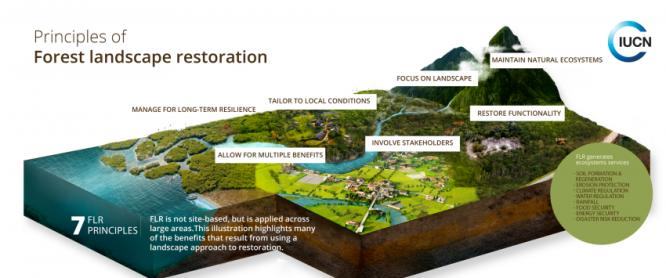 Principles of
Forest landscape restoration
IUCN
MAINTAIN NATURAL ECOSYSTEMS
FOCUS ON LANDSCAPE
TAILOR TO LOCAL CONDITIONS
MANAGE FOR LONG-TERM RESILIENCE
RESTORE FUNCTIONALITY
INVOLVE STAKEHOLDERS
ALLOW FOR MULTIPLE BENEFITS
FLR generates
ecosystems services
- SOIL FORMATION &
REGENERATION
- EROSION PROTECTION
- CLIMATE REGULATION
- WATER REGULATION
- RAINFALL
- FOOD SECURITY
- ENERGY SECURITY
- DISASTER RISK REDUCTION
7 FLR
PRINCIPLES
FLR is not site-based, but is applied across
large areas.This illustration highlights many
of the benefits that result from using a
landscape approach to restoration.